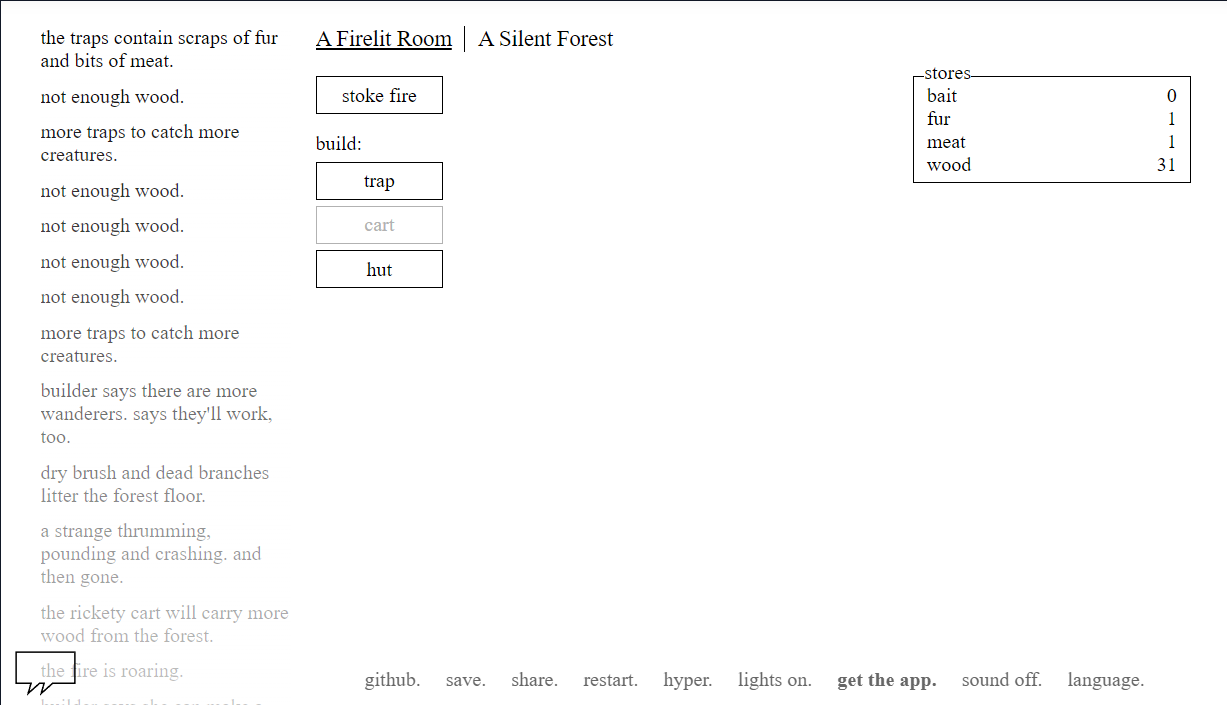 the traps contain scraps of fur
and bits of meat.
not enough wood.
more traps to catch more
creatures.
not enough wood.
not enough wood.
not enough wood.
not enough wood.
more traps to catch more
creatures.
builder says there are more
wanderers. says they'll work,
too.
dry brush and dead branches
litter the forest floor.
a strange thrumming,
pounding and crashing. and
then gone.
the rickety cart will carry more
wood from the forest.
the fire is roaring.
A Firelit Room | A Silent Forest
stoke fire
build:
trap
cart
hut
stores
bait 0
fur 1
meat 1
wood 31
github. save. share. restart. hyper. lights on. get the app. sound off. language.